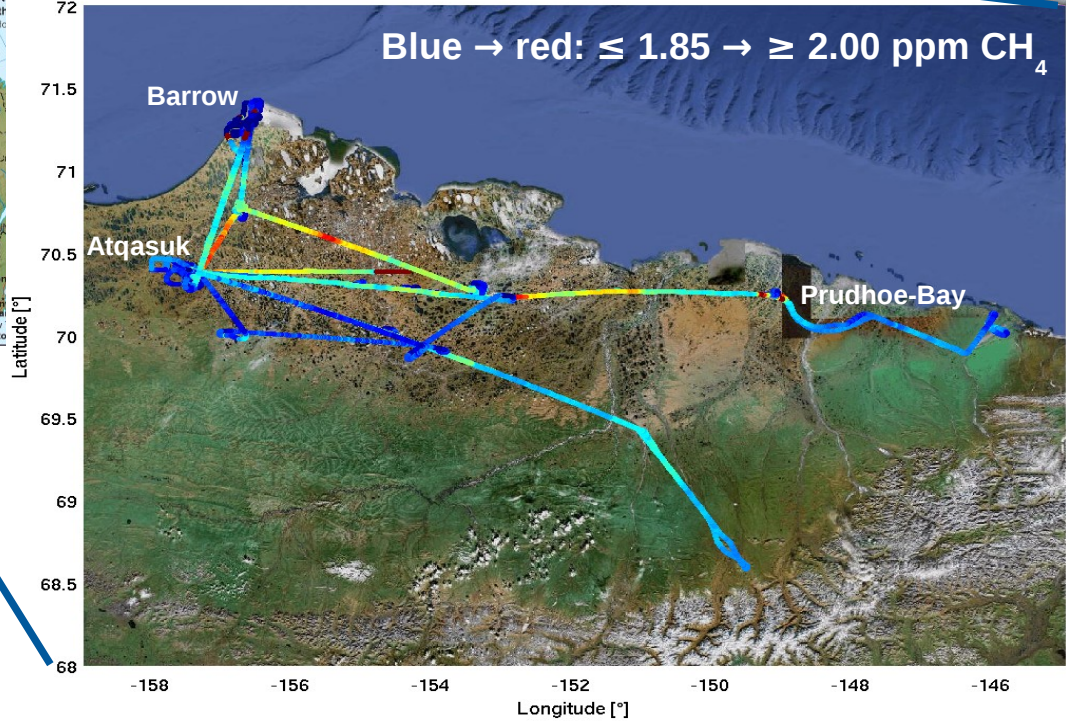 Blue → red: ≤ 1.85 → ≥ 2.00 ppm CH4
Barrow
Atqasuk
Prudhoe-Bay
72
71.5
71
70.5
70
69.5
69
68.5
68
Latitude [°]
-158
-156
-154
-152
-150
-148
-146
Longitude [°]